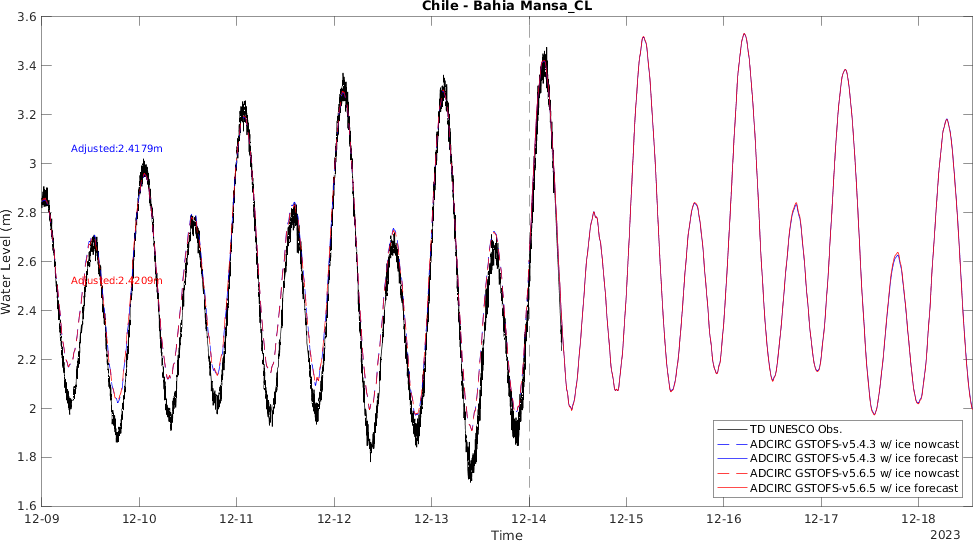 Chile - Bahia Mansa_CL
3.6
3.4
3.2
3
2.8
2.6
2.4
2.2
2
1.8
1.6
Water Level (m)
Adjusted:2.4179m
Adjusted:2.4209m
TD UNESCO Obs.
ADCIRC GSTOFS-v5.4.3 w/ ice nowcast
ADCIRC GSTOFS-v5.4.3 w/ ice forecast
ADCIRC GSTOFS-v5.6.5 w/ ice nowcast
ADCIRC GSTOFS-v5.6.5 w/ ice forecast
12-09 12-10 12-11 12-12 12-13 12-14 12-15 12-16 12-17 12-18
Time
2023